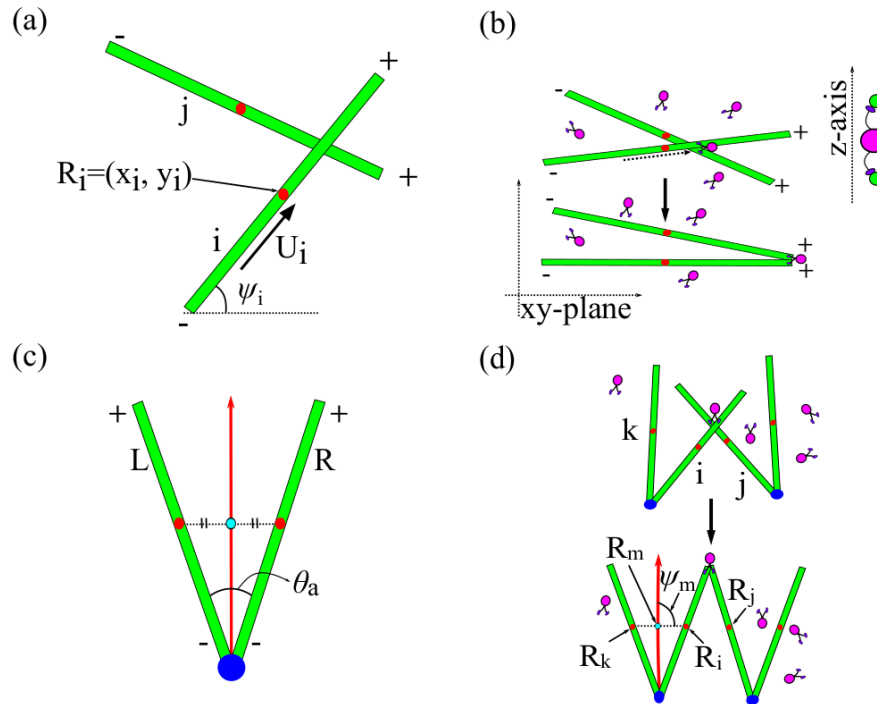 (a)
-
+
j
R_i=(x_i, y_i)
+
i
U_i
ψ_i
-
(b)
-
+
-
+
z-axis
-
+
-
+
xy-plane
(c)
+
+
L
R
θ_a
-
-
(d)
k
i
j
R_m
ψ_m
R_j
R_k
R_i